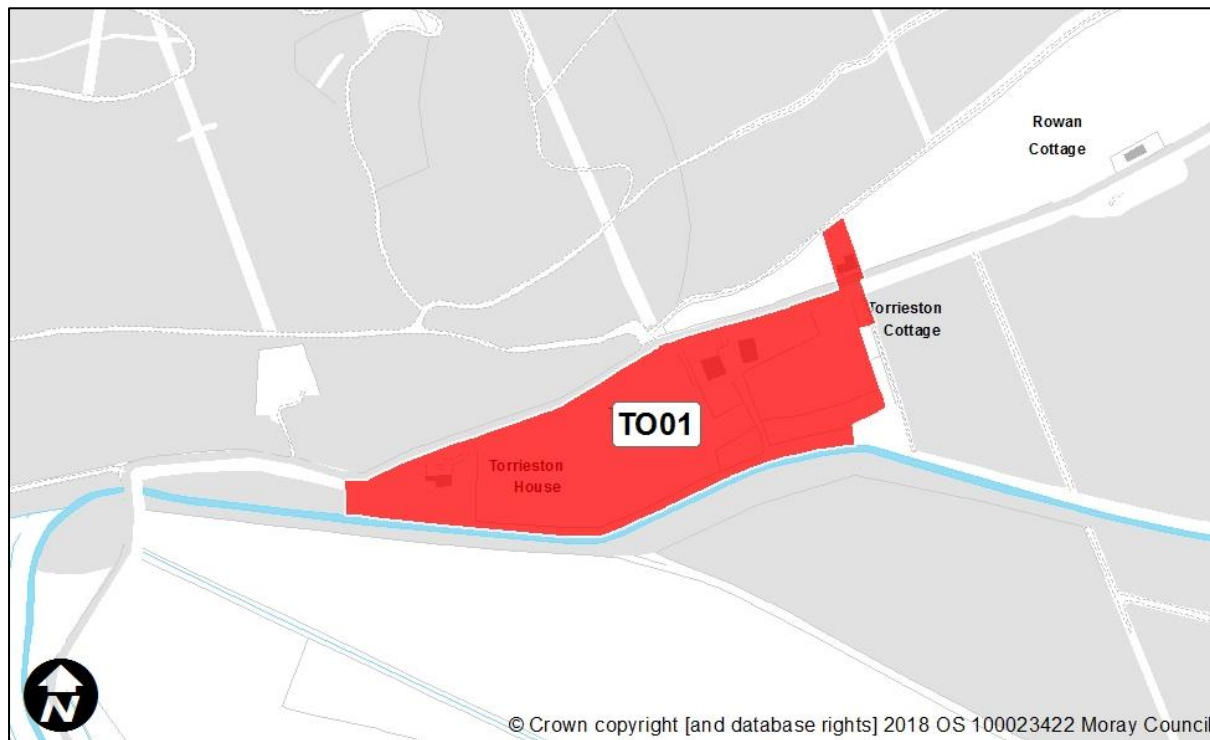 Rowan
Cottage
Torrieston
Cottage
TO01
Torrieston
House
N
© Crown copyright [and database rights] 2018 OS 100023422 Moray Council